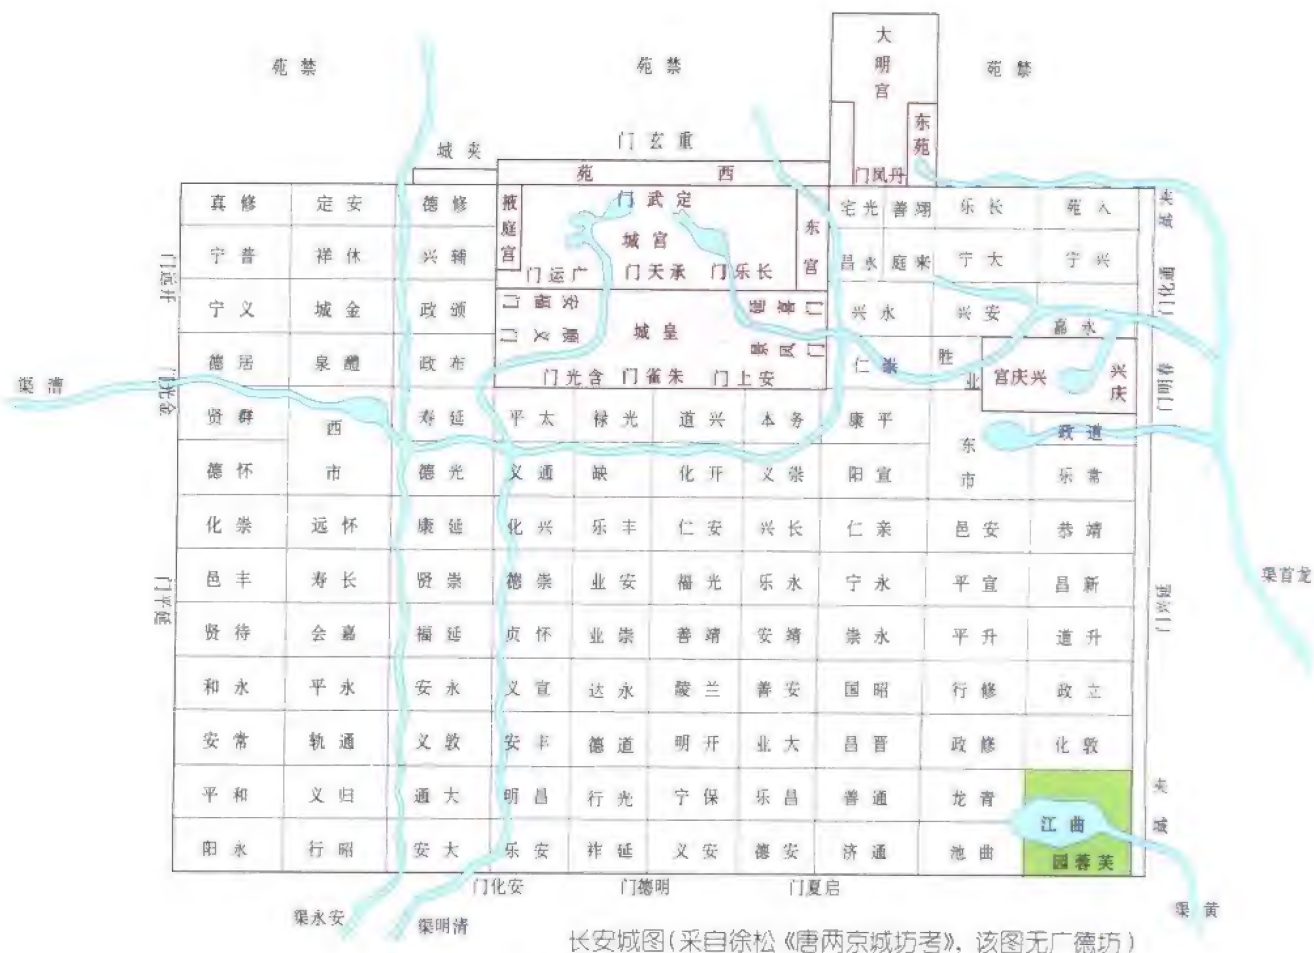 禁苑 禁苑 禁苑
大明宫
东苑
丹凤门
重玄门
夹城
西苑
夹城
入苑 长乐 翊善 光宅 东宫 定武门 掖庭宫 修德 安定 修真
宫城
兴宁 大宁 来庭 永昌 长乐门 承天门 广运门 辅兴 休祥 普宁
通化门 开远门
永嘉 安兴 永兴 延喜门 安福门 颁政 金城 义宁
皇城
景风门 顺义门
兴庆 兴庆宫 胜业 崇仁 布政 醴泉 居德
安上门 朱雀门 含光门
春明门 金光门
漕渠
道政 东市 平康 务本 兴道 光禄 太平 延寿 西市 群贤
常乐 宣阳 崇义 开化 缺 通义 光德 怀德
靖恭 安邑 亲仁 长兴 安仁 丰乐 兴化 延康 怀远 崇化
新昌 宣平 永宁 永乐 光福 安业 崇德 崇贤 长寿 丰邑
龙首渠
延兴门 延平门
升道 升平 永崇 靖安 靖善 崇业 怀贞 延福 嘉会 待贤
立政 修行 昭国 安善 兰陵 永达 宣义 永安 永平 永和
敦化 修政 晋昌 大业 开明 道德 丰安 敦义 通轨 常安
夹城
青龙 通善 昌乐 保宁 光行 昌明 大通 归义 和平
曲江
芙蓉园 曲池 通济 安德 安义 延祚 安乐 大安 昭行 永阳
启夏门 明德门 安化门
黄渠 清明渠 永安渠
长安城图(采自徐松《唐两京城坊考》，该图无广德坊)